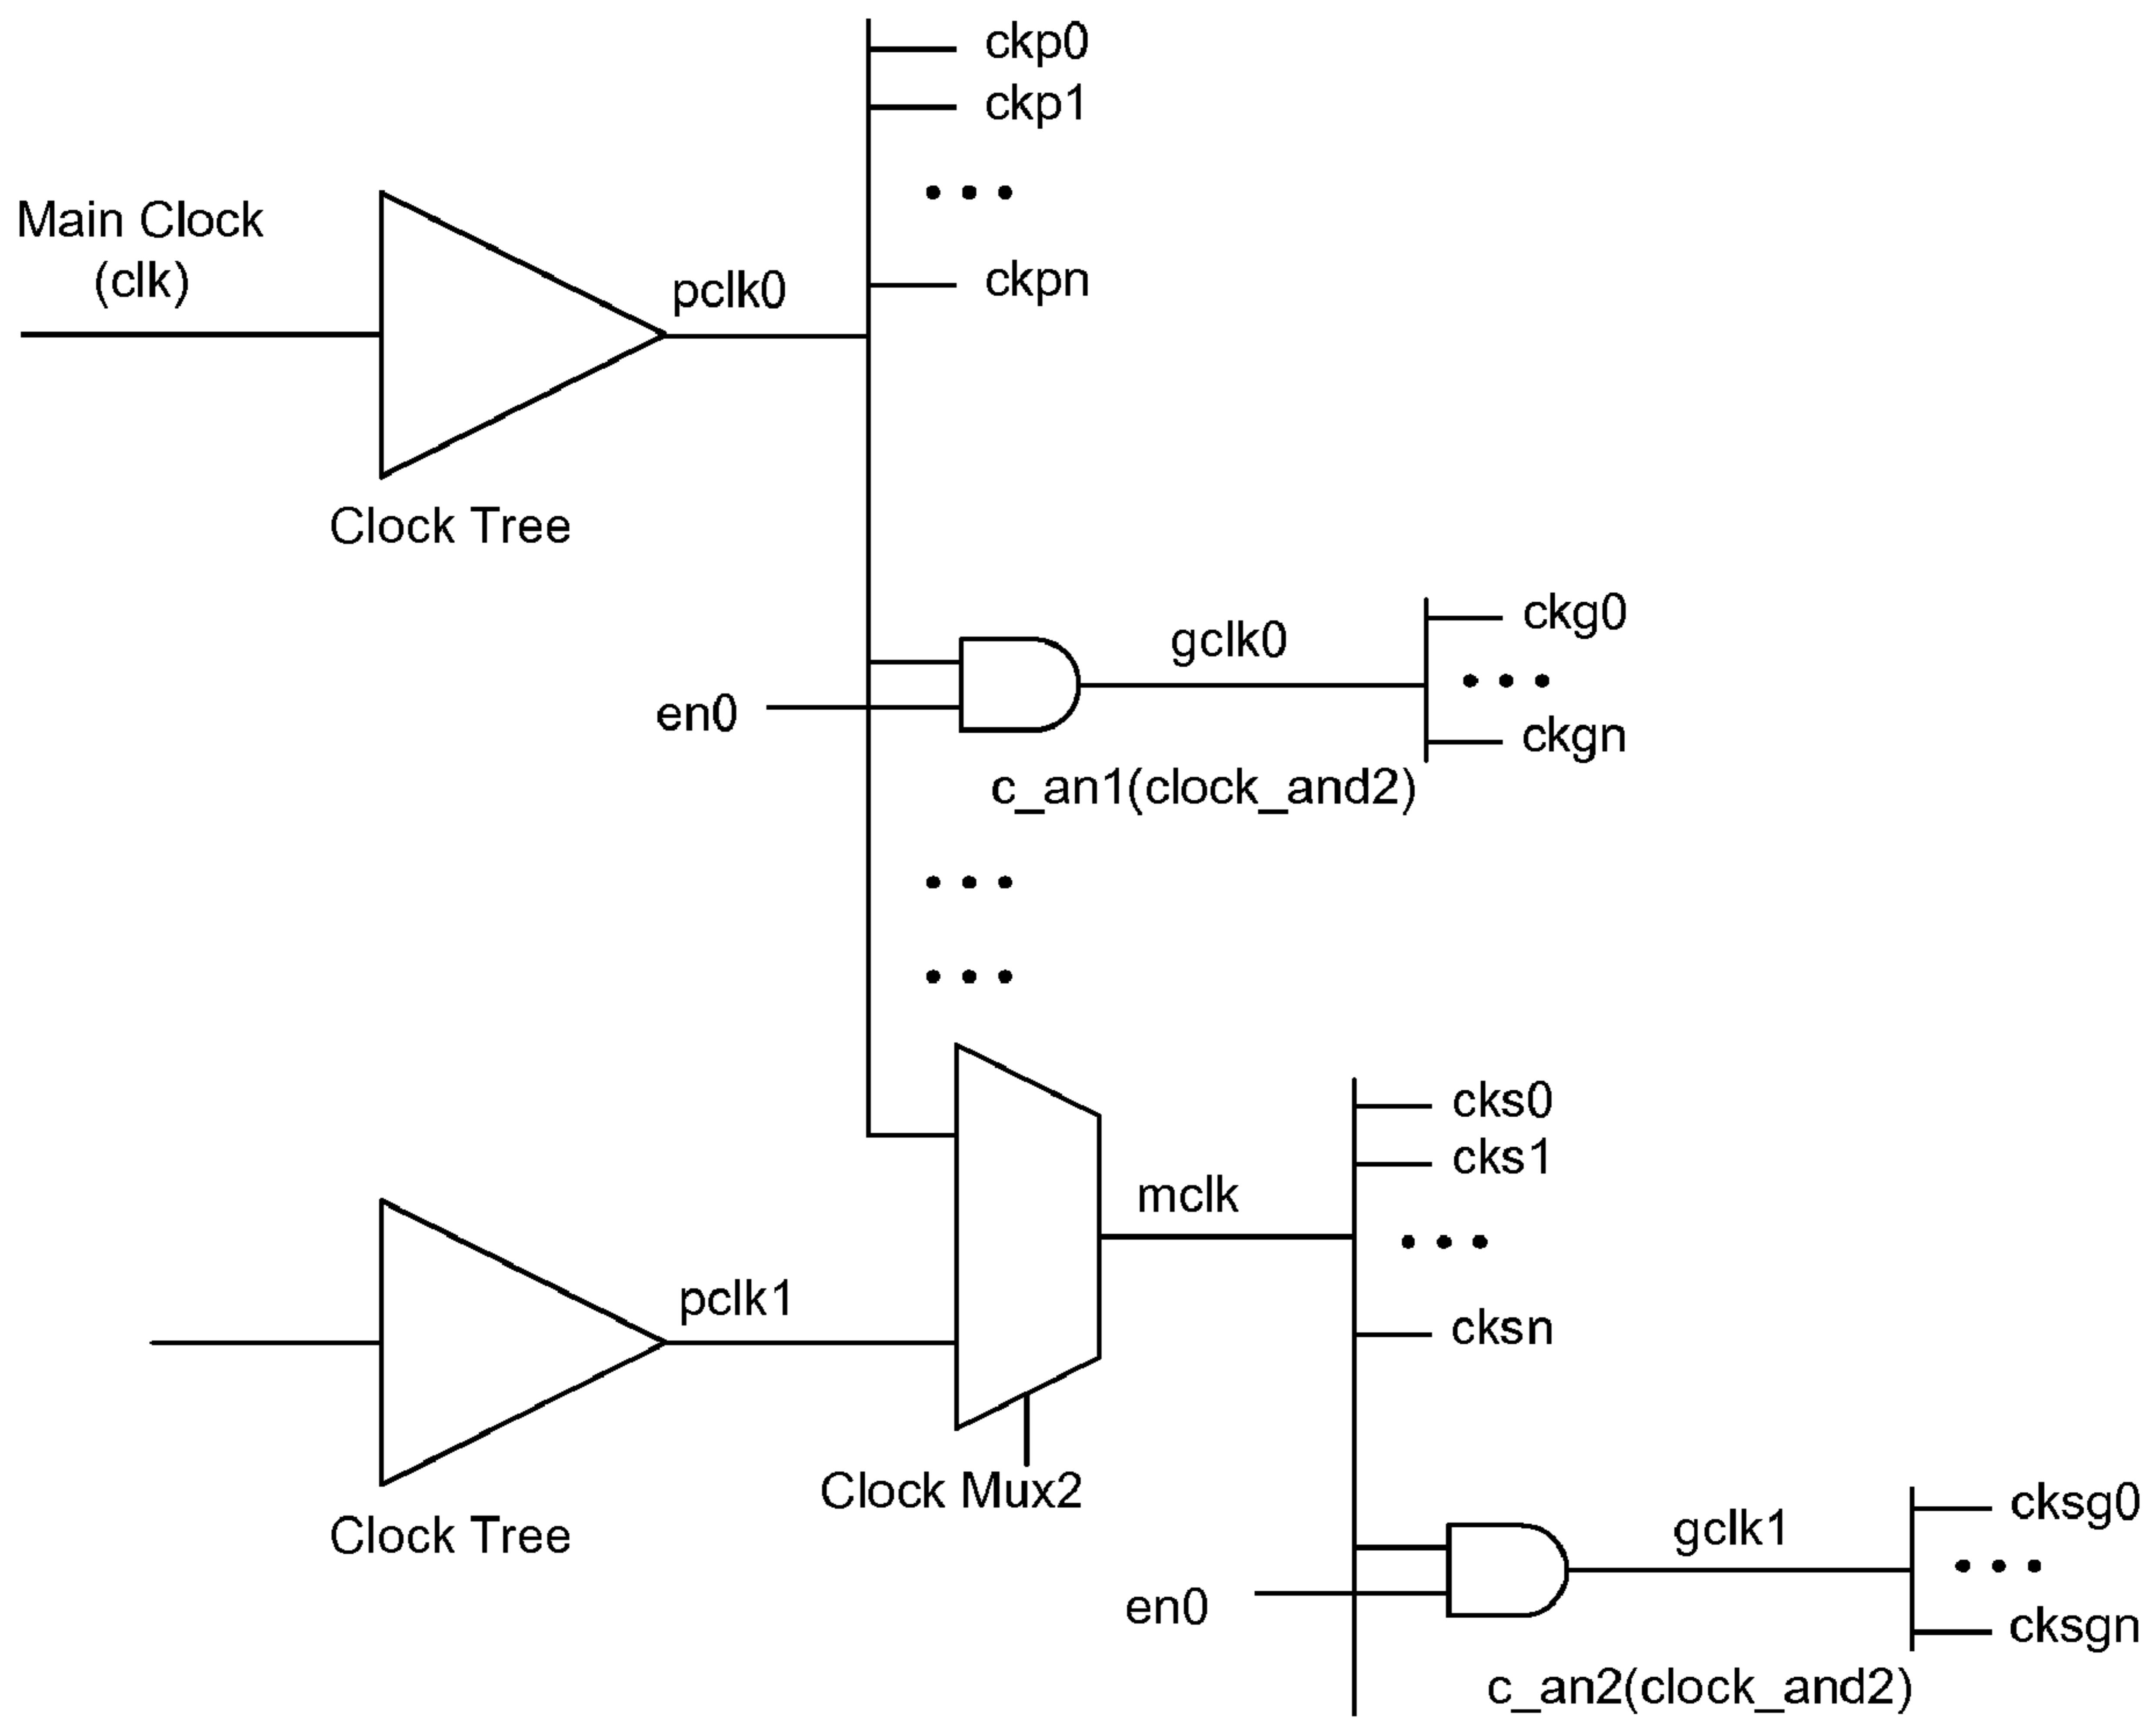 ckp0
ckp1
Main Clock
(clk)
pclk0
ckpn
Clock Tree
gclk0
ckg0
en0
ckgn
c_an1(clock_and2)
cks0
cks1
mclk
pclk1
cksn
Clock Mux2
Clock Tree
gclk1
cksg0
en0
cksgn
c_an2(clock_and2)